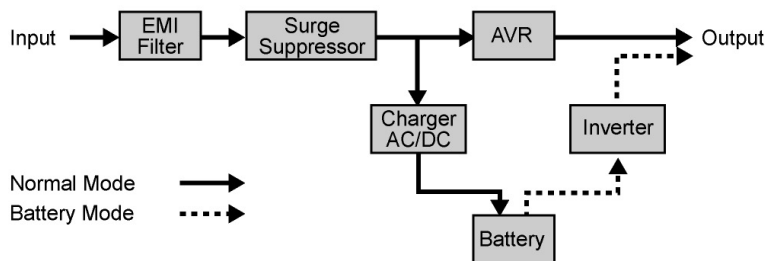 Input
EMI
Filter
Surge
Suppressor
AVR
Output
Charger
AC/DC
Inverter
Normal Mode
Battery Mode
Battery